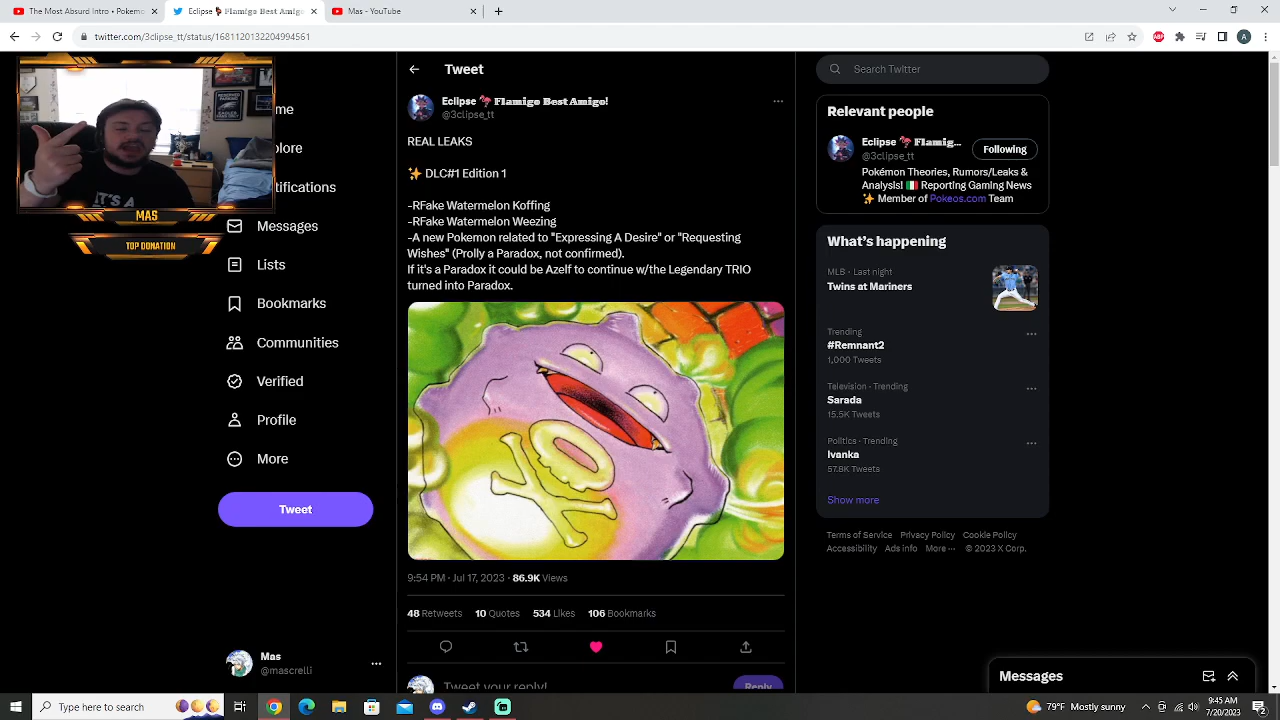 The Most Absurd Intro • Pokemo
Eclipse 🦩 Flamigo Best Amigo
Mas - YouTube
twitter.com/3clipse_tt/status/1681120132204994561
A
MAS
TOP DONATION
me
lore
tifications
Messages
Lists
Bookmarks
Communities
Verified
Profile
More
Tweet
Mas
@mascrelli
Tweet
Eclipse 🦩 Flamigo Best Amigo!
@3clipse_tt
REAL LEAKS
✨ DLC#1 Edition 1
-RFake Watermelon Koffing
-RFake Watermelon Weezing
-A new Pokemon related to "Expressing A Desire" or "Requesting
Wishes" (Prolly a Paradox, not confirmed).
If it's a Paradox it could be Azelf to continue w/the Legendary TRIO
turned into Paradox.
9:54 PM · Jul 17, 2023 · 86.9K Views
48 Retweets 10 Quotes 534 Likes 106 Bookmarks
Tweet your reply!
Reply
Search Twitter
Relevant people
Eclipse 🦩 Flamig...
@3clipse_tt
Following
Pokémon Theories, Rumors/Leaks &
Analysis! 🇮🇹 Reporting Gaming News
✨ Member of Pokeos.com Team
What's happening
MLB · Last night
Twins at Mariners
Trending
#Remnant2
1,000 Tweets
Television · Trending
Sarada
15.5K Tweets
Politics · Trending
Ivanka
57.8K Tweets
Show more
Terms of Service Privacy Policy Cookie Policy
Accessibility Ads info More ··· © 2023 X Corp.
Messages
Type here to search
79°F Mostly sunny
9:45 AM
7/20/2023